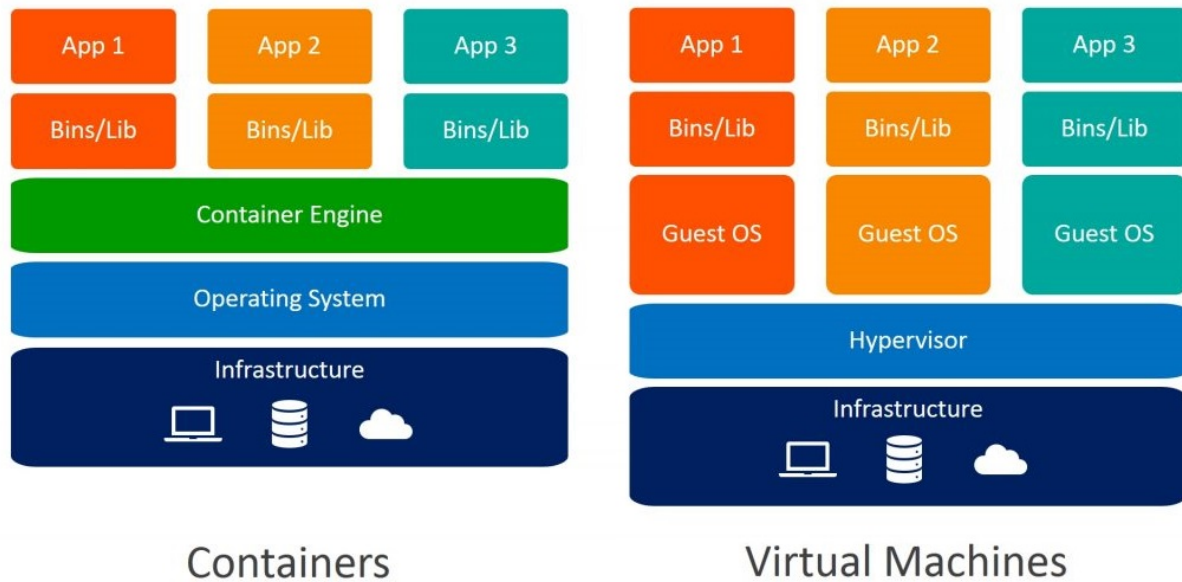 App 1
App 2
App 3
Bins/Lib
Bins/Lib
Bins/Lib
Container Engine
Operating System
Infrastructure
Containers
App 1
App 2
App 3
Bins/Lib
Bins/Lib
Bins/Lib
Guest OS
Guest OS
Guest OS
Hypervisor
Infrastructure
Virtual Machines